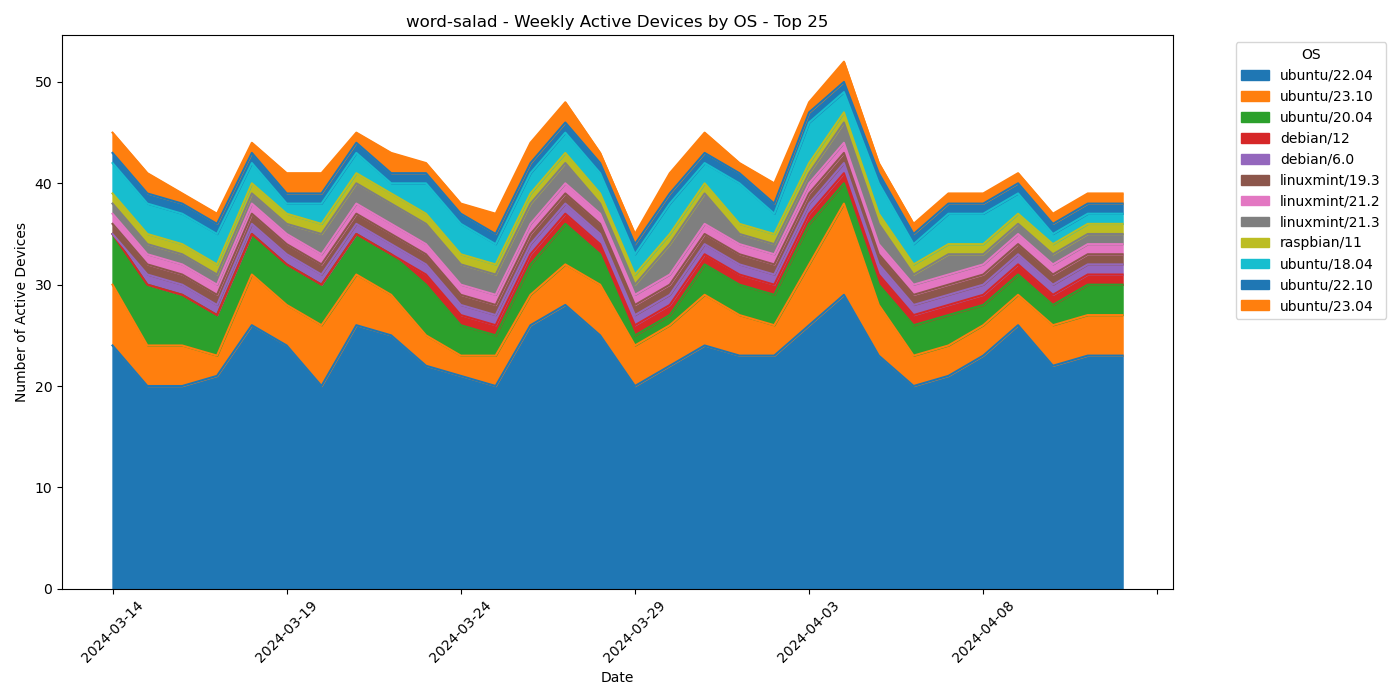 word-salad - Weekly Active Devices by OS - Top 25
Number of Active Devices
50
40
30
20
10
0
2024-03-14
2024-03-19
2024-03-24
2024-03-29
2024-04-03
2024-04-08
Date
OS
ubuntu/22.04
ubuntu/23.10
ubuntu/20.04
debian/12
debian/6.0
linuxmint/19.3
linuxmint/21.2
linuxmint/21.3
raspbian/11
ubuntu/18.04
ubuntu/22.10
ubuntu/23.04